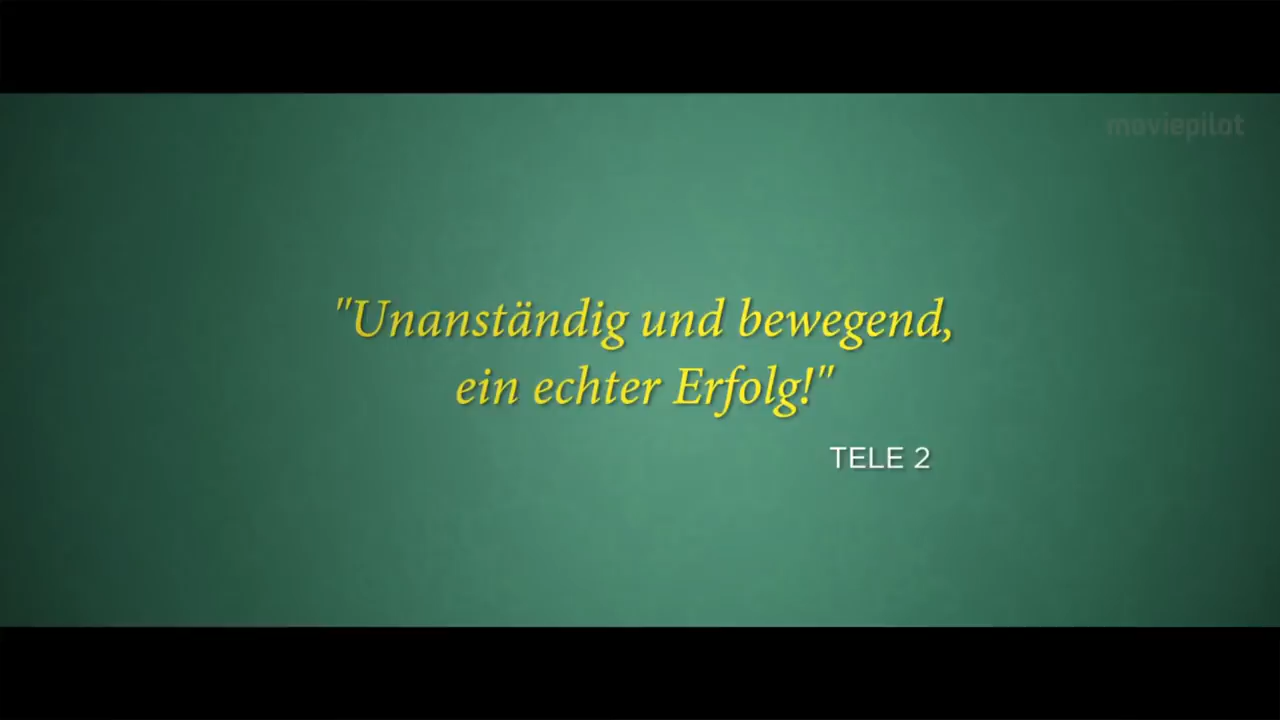 moviepilot
"Unanständig und bewegend,
ein echter Erfolg!"
TELE 2